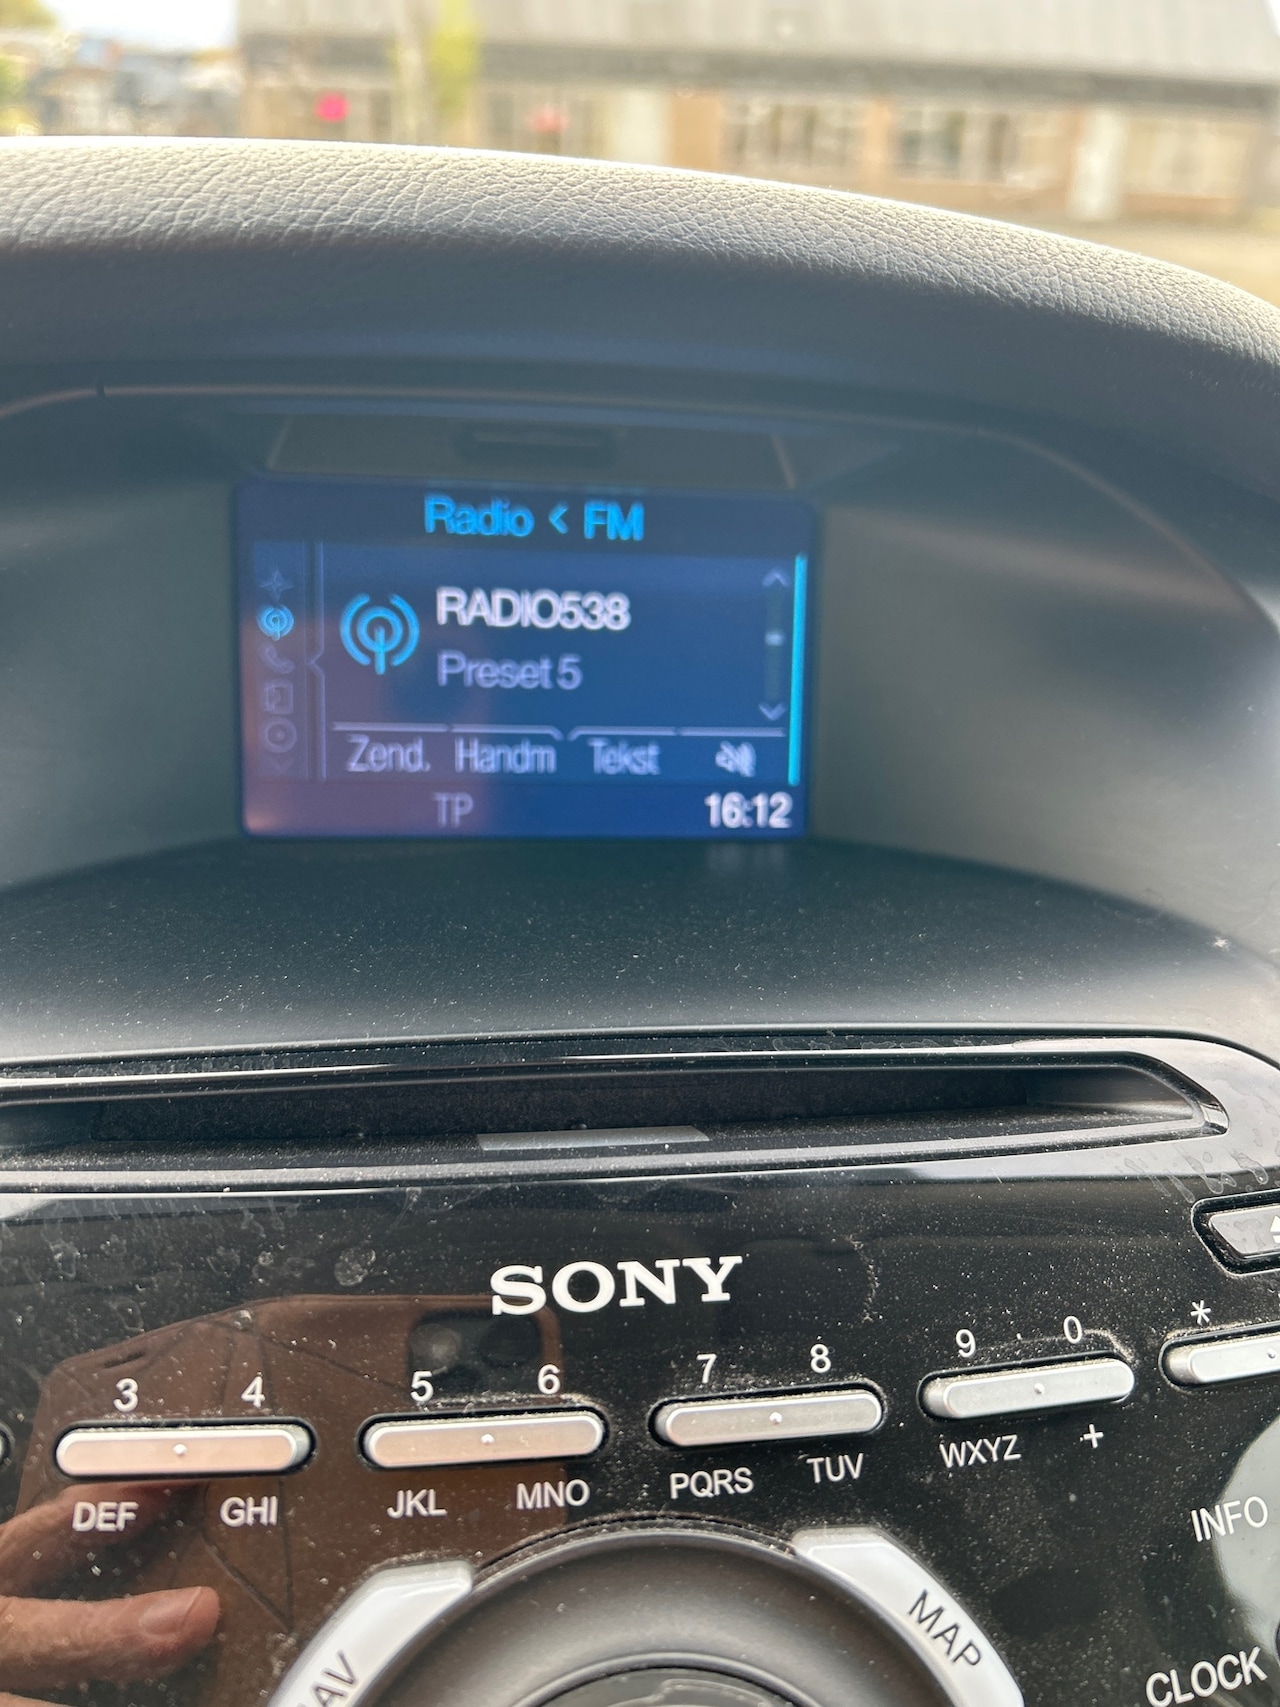 Radio < FM
RADIO538
Preset 5
Zend. Handm Tekst
TP 16:12
SONY
3 4 5 6 7 8 9 0 *
DEF GHI JKL MNO PQRS TUV WXYZ +
INFO
MAP
CLOCK